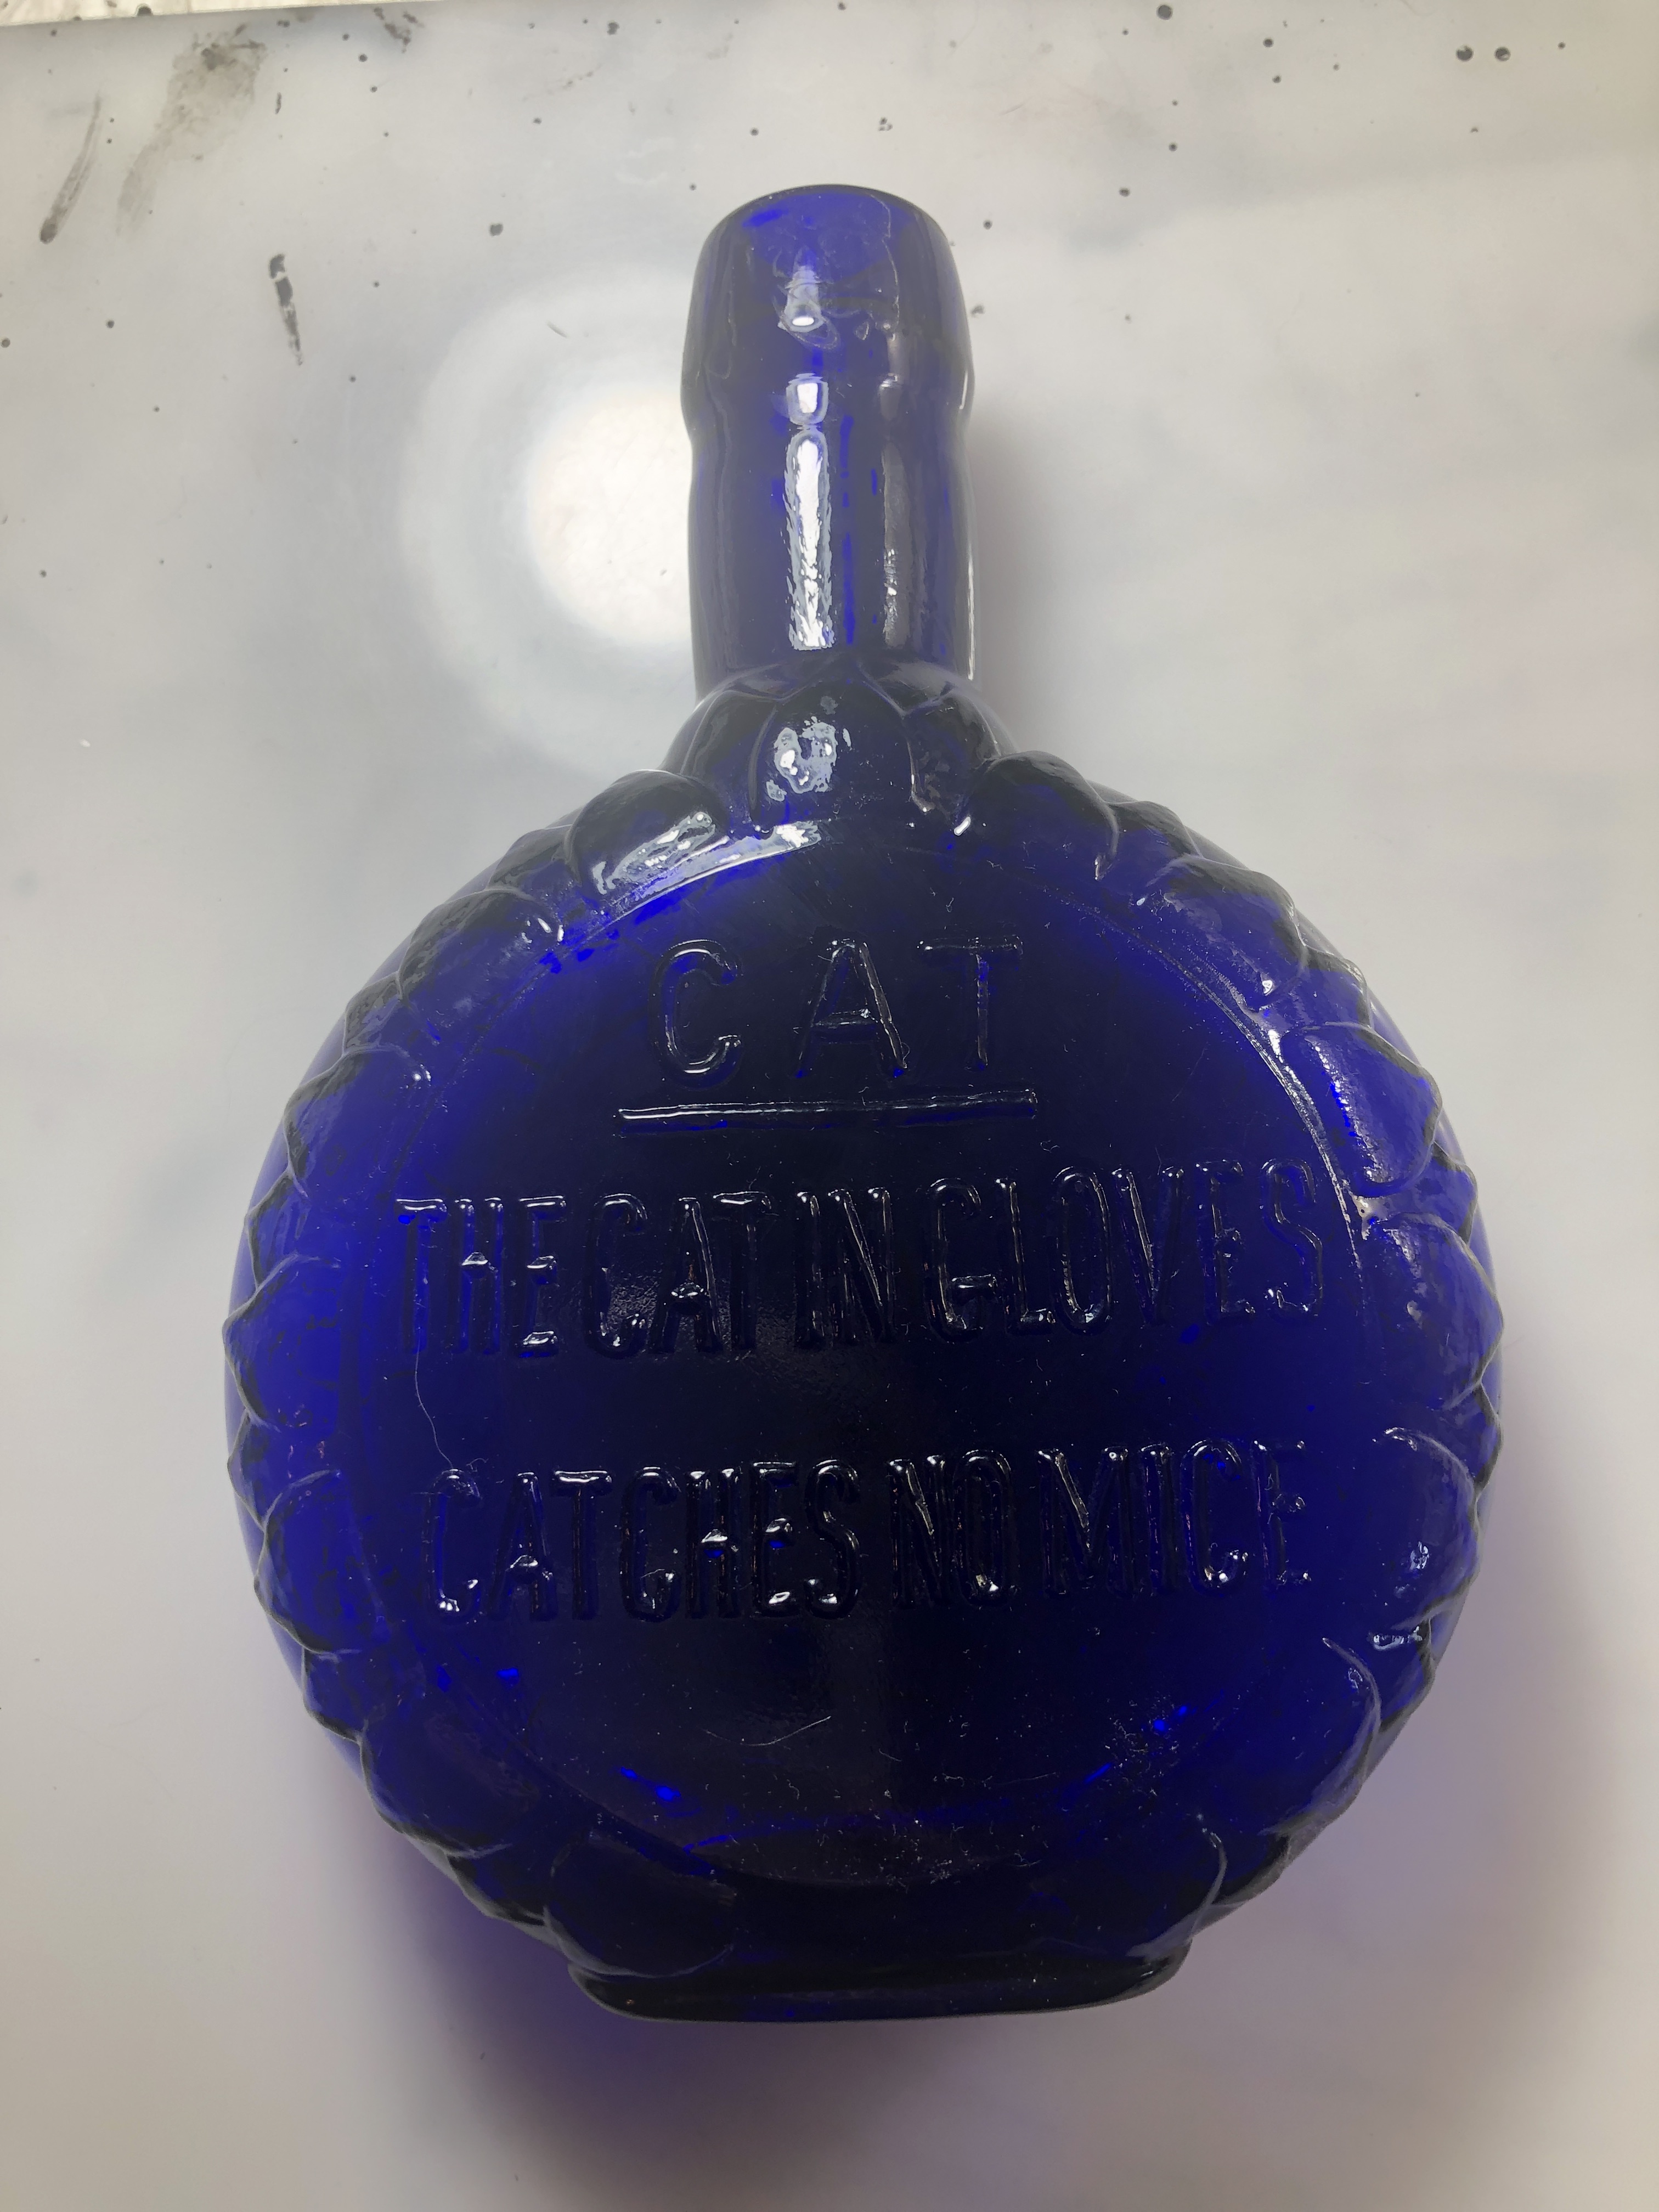 CAT
THE CAT IN GLOVES
CATCHES NO MICE